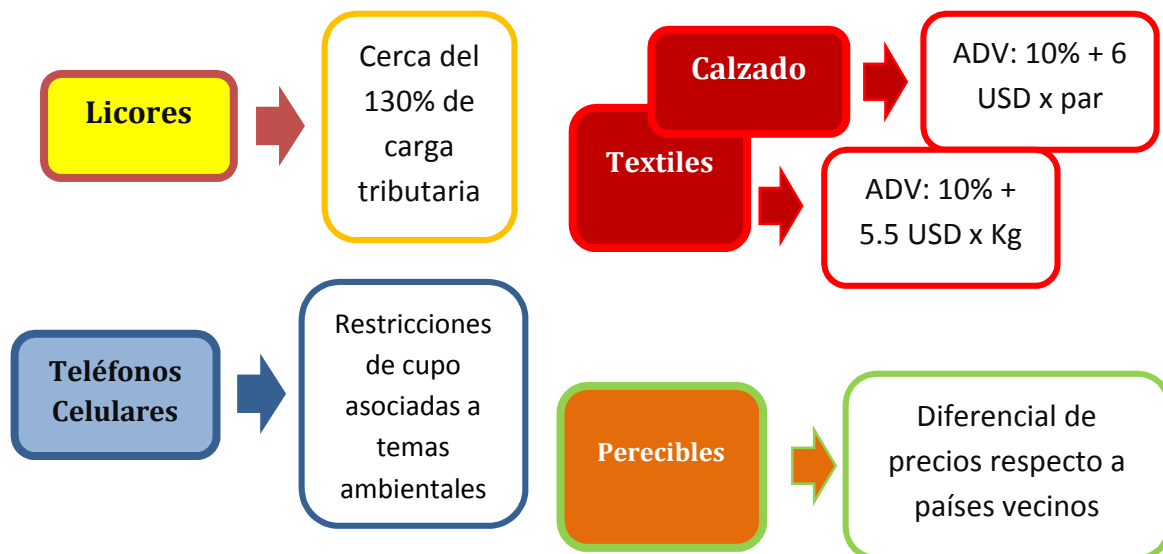 Licores
Cerca del
130% de
carga
tributaria
Calzado
ADV: 10% + 6
USD x par
Textiles
ADV: 10% +
5.5 USD x Kg
Teléfonos
Celulares
Restricciones
de cupo
asociadas a
temas
ambientales
Perecibles
Diferencial de
precios respecto a
países vecinos